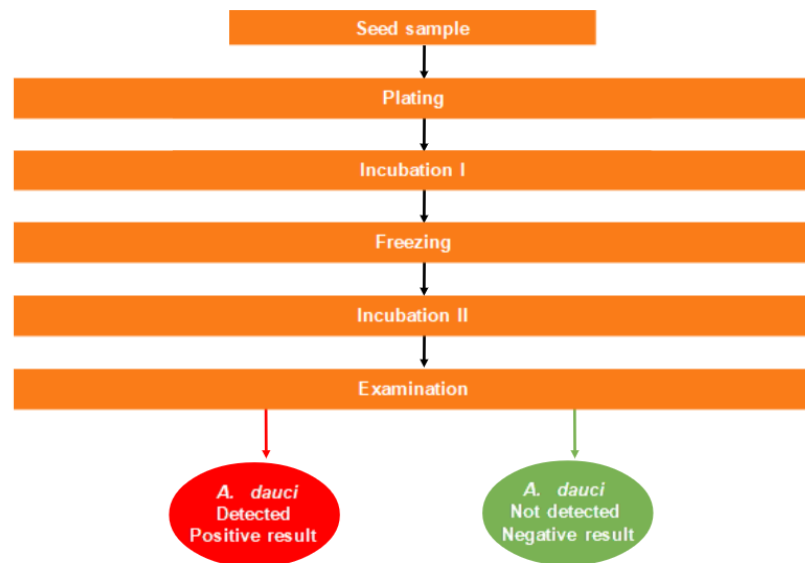 Seed sample
Plating
Incubation I
Freezing
Incubation II
Examination
A. dauci
Detected
Positive result
A. dauci
Not detected
Negative result